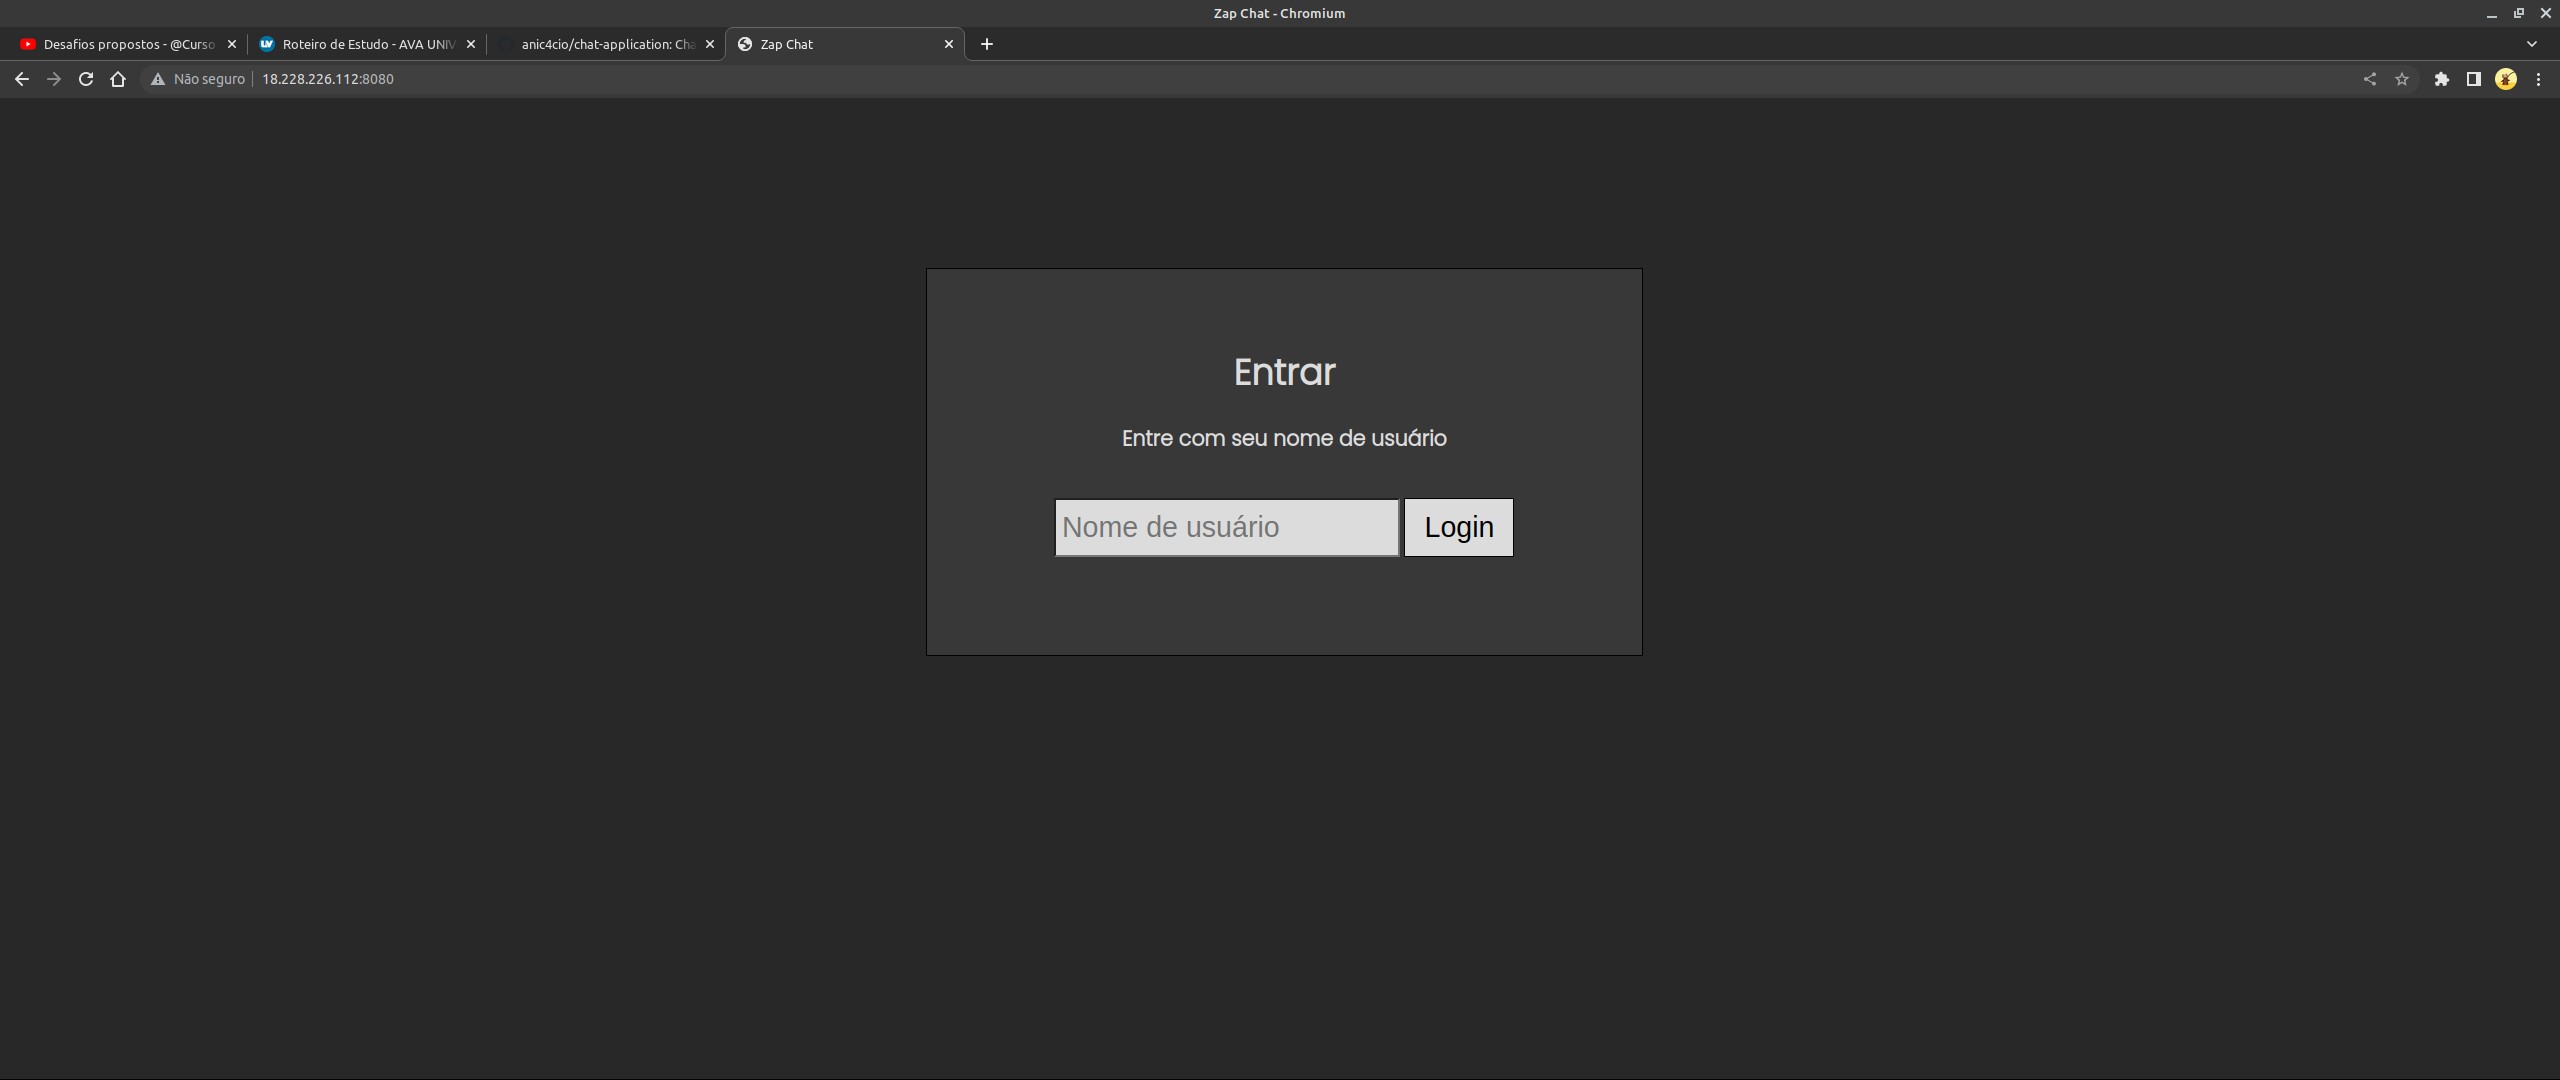 Zap Chat - Chromium
Desafios propostos - @Curso
Roteiro de Estudo - AVA UNIV
anic4cio/chat-application: Cha
Zap Chat
Não seguro
18.228.226.112:8080
Entrar
Entre com seu nome de usuário
Nome de usuário
Login